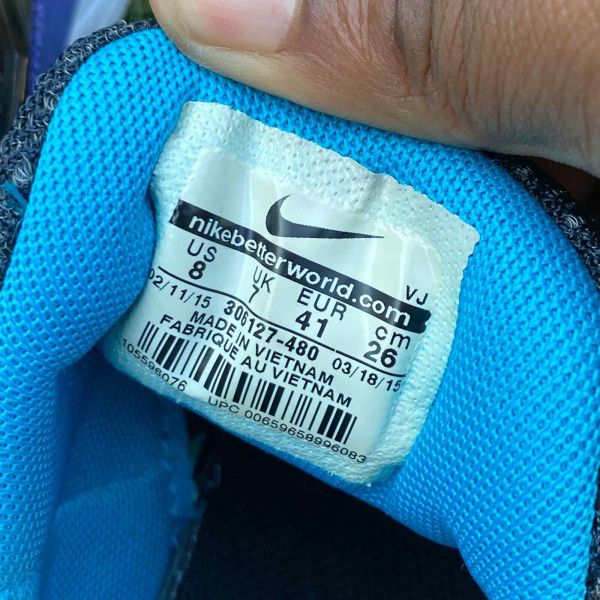 nikebetterworld.com
VJ
US UK EUR cm
8 7 41 26
02/11/15 306127-480 03/18/15
MADE IN VIETNAM
FABRIQUE AU VIETNAM
105596076
UPC 00659658996083